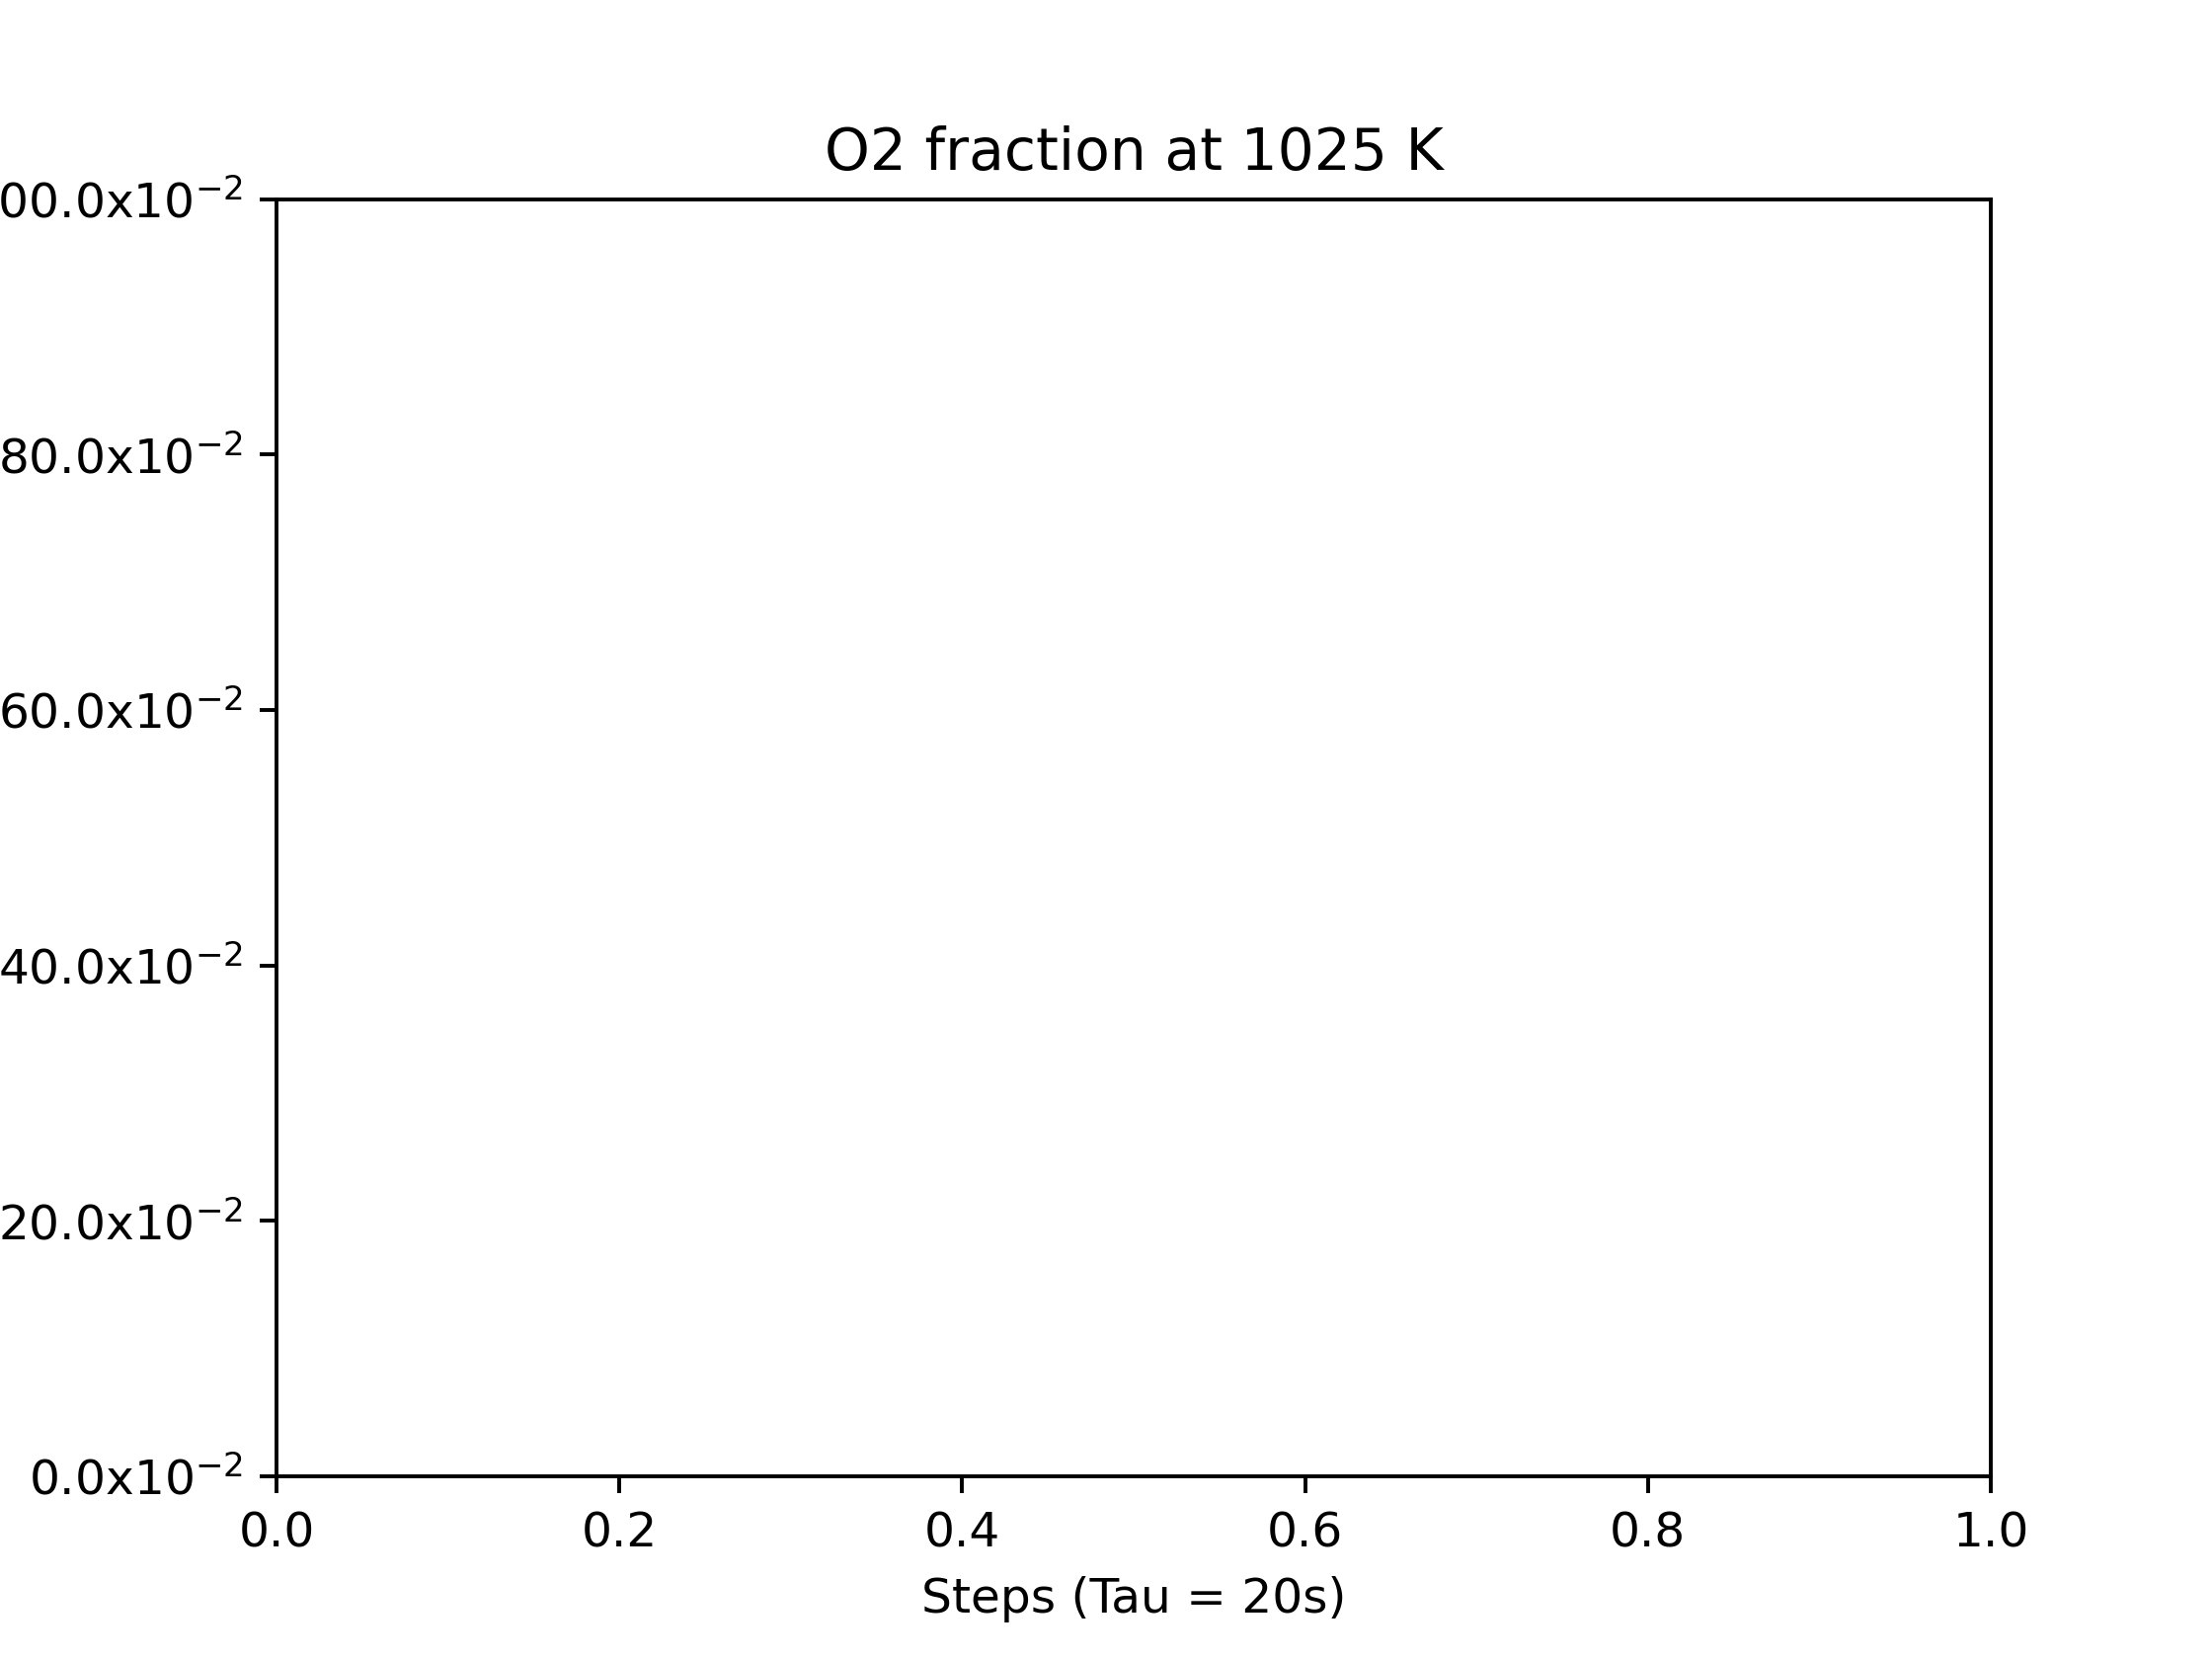 O2 fraction at 1025 K
00.0x10⁻²
80.0x10⁻²
60.0x10⁻²
40.0x10⁻²
20.0x10⁻²
0.0x10⁻²
0.0 0.2 0.4 0.6 0.8 1.0
Steps (Tau = 20s)